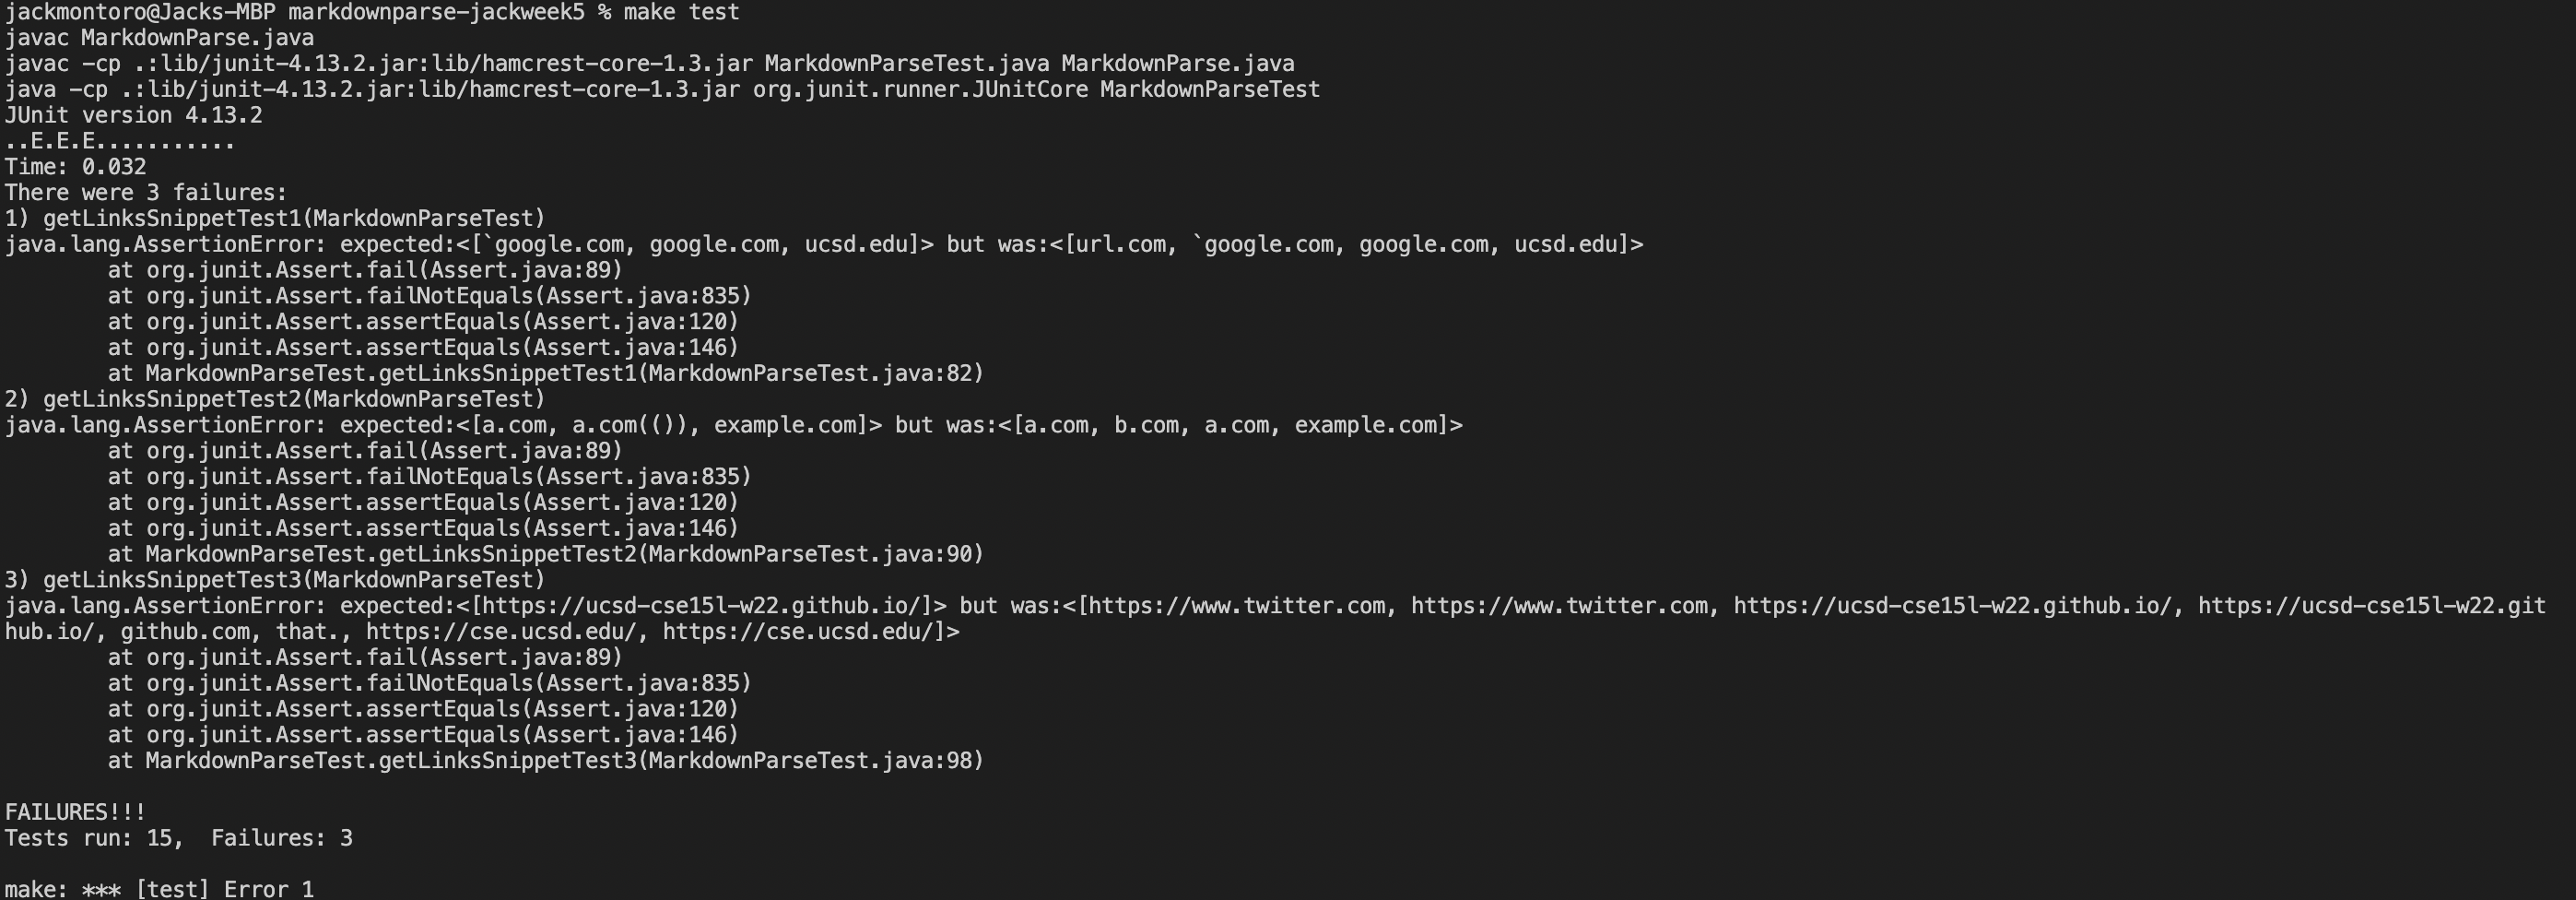 jackmontoro@Jacks-MBP markdownparse-jackweek5 % make test
javac MarkdownParse.java
javac -cp .:lib/junit-4.13.2.jar:lib/hamcrest-core-1.3.jar MarkdownParseTest.java MarkdownParse.java
java -cp .:lib/junit-4.13.2.jar:lib/hamcrest-core-1.3.jar org.junit.runner.JUnitCore MarkdownParseTest
JUnit version 4.13.2
..E.E.E...........
Time: 0.032
There were 3 failures:
1) getLinksSnippetTest1(MarkdownParseTest)
java.lang.AssertionError: expected:<[`google.com, google.com, ucsd.edu]> but was:<[url.com, `google.com, google.com, ucsd.edu]>
        at org.junit.Assert.fail(Assert.java:89)
        at org.junit.Assert.failNotEquals(Assert.java:835)
        at org.junit.Assert.assertEquals(Assert.java:120)
        at org.junit.Assert.assertEquals(Assert.java:146)
        at MarkdownParseTest.getLinksSnippetTest1(MarkdownParseTest.java:82)
2) getLinksSnippetTest2(MarkdownParseTest)
java.lang.AssertionError: expected:<[a.com, a.com(()), example.com]> but was:<[a.com, b.com, a.com, example.com]>
        at org.junit.Assert.fail(Assert.java:89)
        at org.junit.Assert.failNotEquals(Assert.java:835)
        at org.junit.Assert.assertEquals(Assert.java:120)
        at org.junit.Assert.assertEquals(Assert.java:146)
        at MarkdownParseTest.getLinksSnippetTest2(MarkdownParseTest.java:90)
3) getLinksSnippetTest3(MarkdownParseTest)
java.lang.AssertionError: expected:<[https://ucsd-cse15l-w22.github.io/]> but was:<[https://www.twitter.com, https://www.twitter.com, https://ucsd-cse15l-w22.github.io/, https://ucsd-cse15l-w22.git
hub.io/, github.com, that., https://cse.ucsd.edu/, https://cse.ucsd.edu/]>
        at org.junit.Assert.fail(Assert.java:89)
        at org.junit.Assert.failNotEquals(Assert.java:835)
        at org.junit.Assert.assertEquals(Assert.java:120)
        at org.junit.Assert.assertEquals(Assert.java:146)
        at MarkdownParseTest.getLinksSnippetTest3(MarkdownParseTest.java:98)

FAILURES!!!
Tests run: 15,  Failures: 3

make: *** [test] Error 1